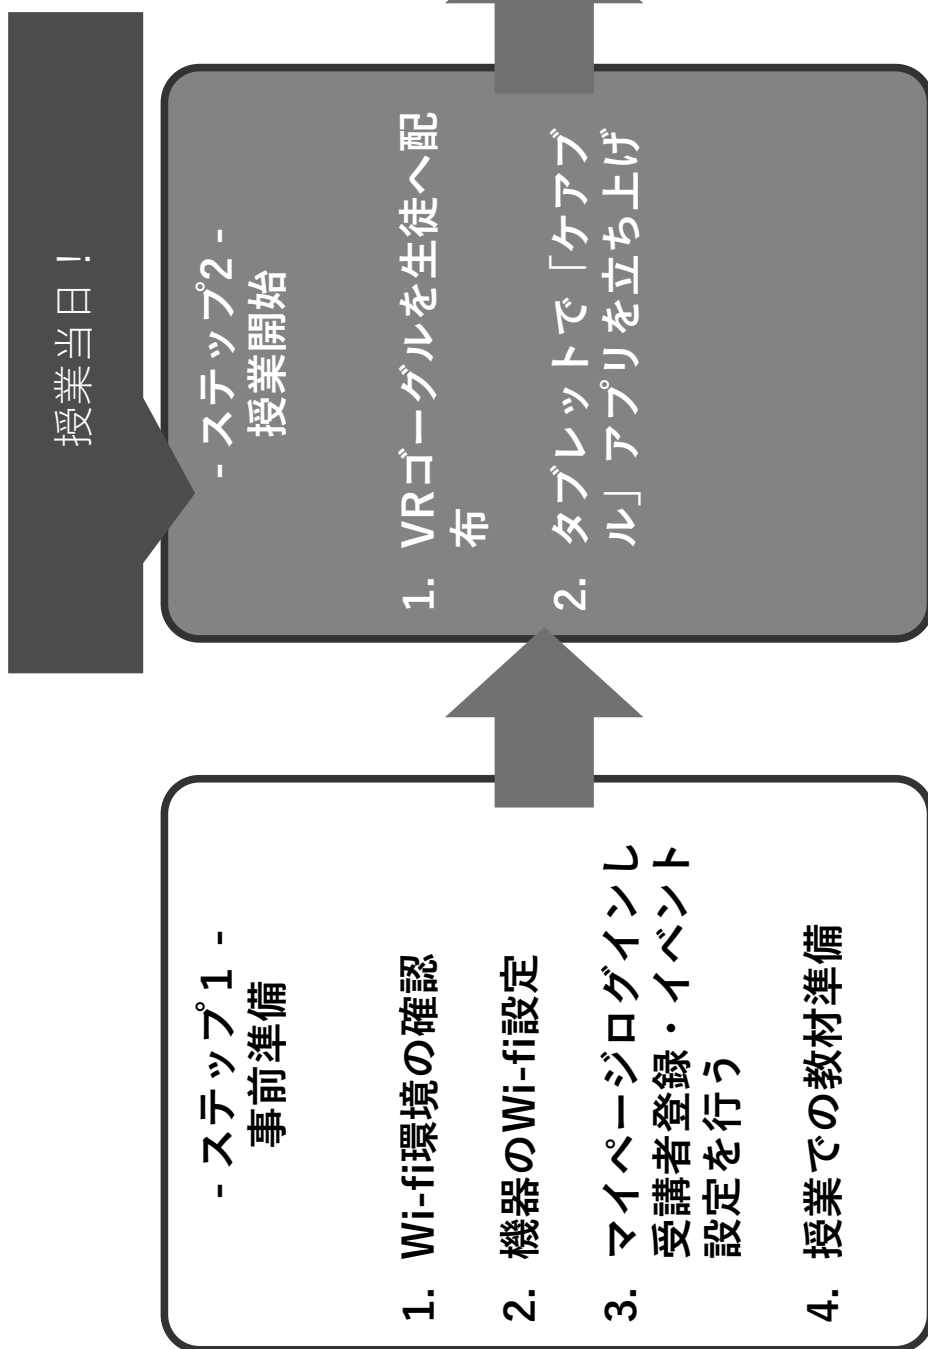 - ステップ1 -
事前準備
1. Wi-fi環境の確認
2. 機器のWi-fi設定
3. マイページログインし
受講者登録・イベント
設定を行う
4. 授業での教材準備
授業当日！
- ステップ2 -
授業開始
1. VRゴーグルを生徒へ配
布
2. タブレットで「ケアブ
ル」アプリを立ち上げ